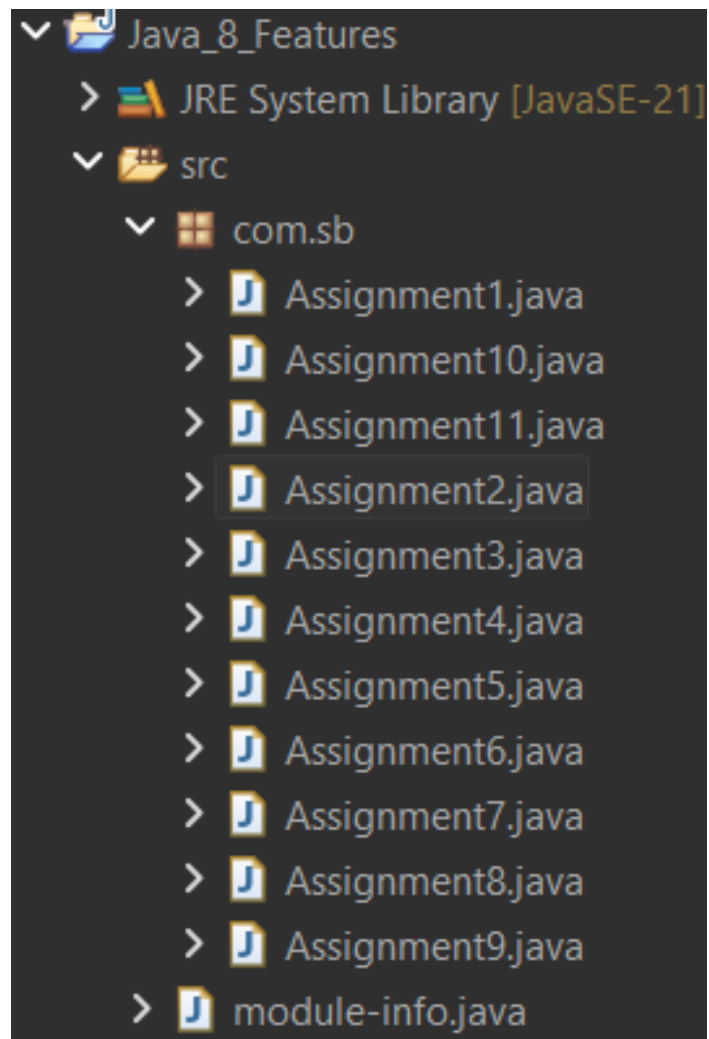 Java_8_Features
JRE System Library [JavaSE-21]
src
com.sb
Assignment1.java
Assignment10.java
Assignment11.java
Assignment2.java
Assignment3.java
Assignment4.java
Assignment5.java
Assignment6.java
Assignment7.java
Assignment8.java
Assignment9.java
module-info.java